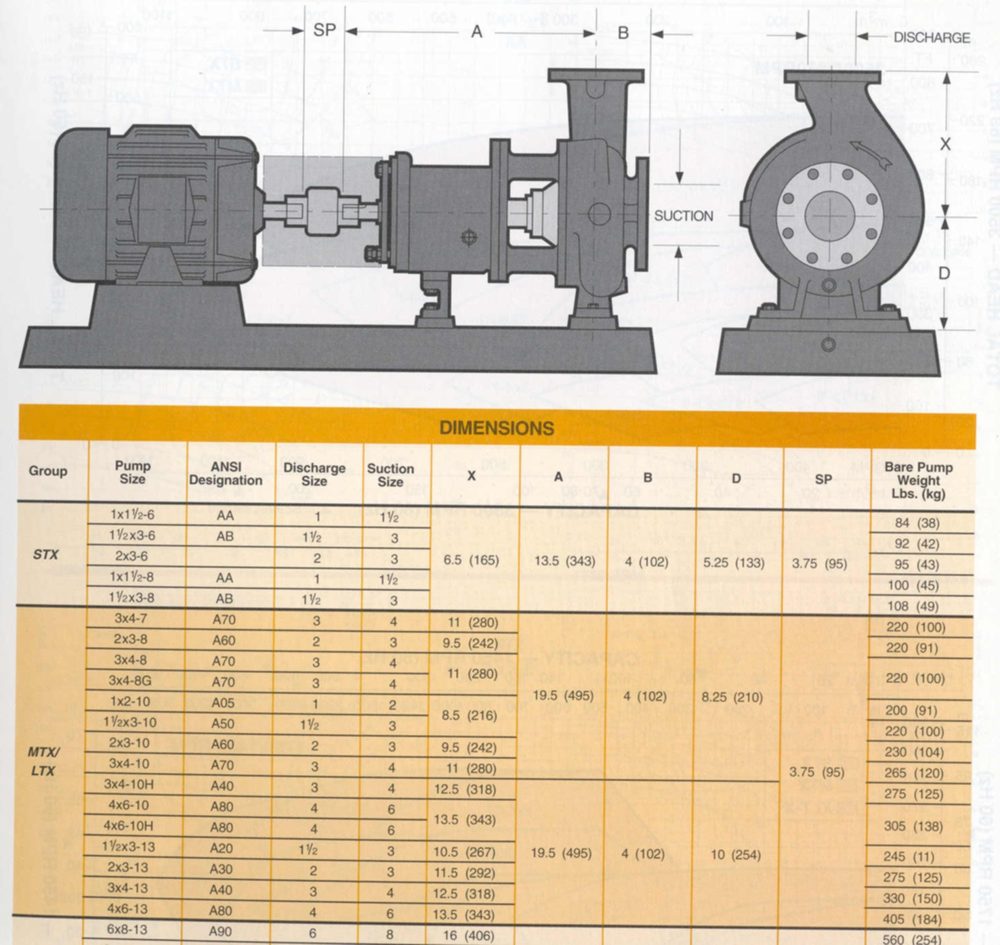 SP A B DISCHARGE
X
SUCTION
D
DIMENSIONS
Group Pump Size ANSI Designation Discharge Size Suction Size X A B D SP Bare Pump Weight Lbs. (kg)
STX 6.5 (165) 13.5 (343) 4 (102) 5.25 (133) 3.75 (95)
1x1½-6 AA 1 1½ 84 (38)
1½x3-6 AB 1½ 3 92 (42)
2x3-6 2 3 95 (43)
1x1½-8 AA 1 1½ 100 (45)
1½x3-8 AB 1½ 3 108 (49)
MTX/
LTX
3.75 (95)
19.5 (495) 4 (102) 8.25 (210)
3x4-7 A70 3 4 11 (280) 220 (100)
2x3-8 A60 2 3 9.5 (242) 220 (91)
3x4-8 A70 3 4 11 (280) 220 (100)
3x4-8G A70 3 4
1x2-10 A05 1 2 8.5 (216) 200 (91)
1½x3-10 A50 1½ 3 220 (100)
2x3-10 A60 2 3 9.5 (242) 230 (104)
3x4-10 A70 3 4 11 (280) 265 (120)
19.5 (495) 4 (102) 10 (254)
3x4-10H A40 3 4 12.5 (318) 275 (125)
4x6-10 A80 4 6 13.5 (343) 305 (138)
4x6-10H A80 4 6
1½x3-13 A20 1½ 3 10.5 (267) 245 (11)
2x3-13 A30 2 3 11.5 (292) 275 (125)
3x4-13 A40 3 4 12.5 (318) 330 (150)
4x6-13 A80 4 6 13.5 (343) 405 (184)
6x8-13 A90 6 8 16 (406) 560 (254)